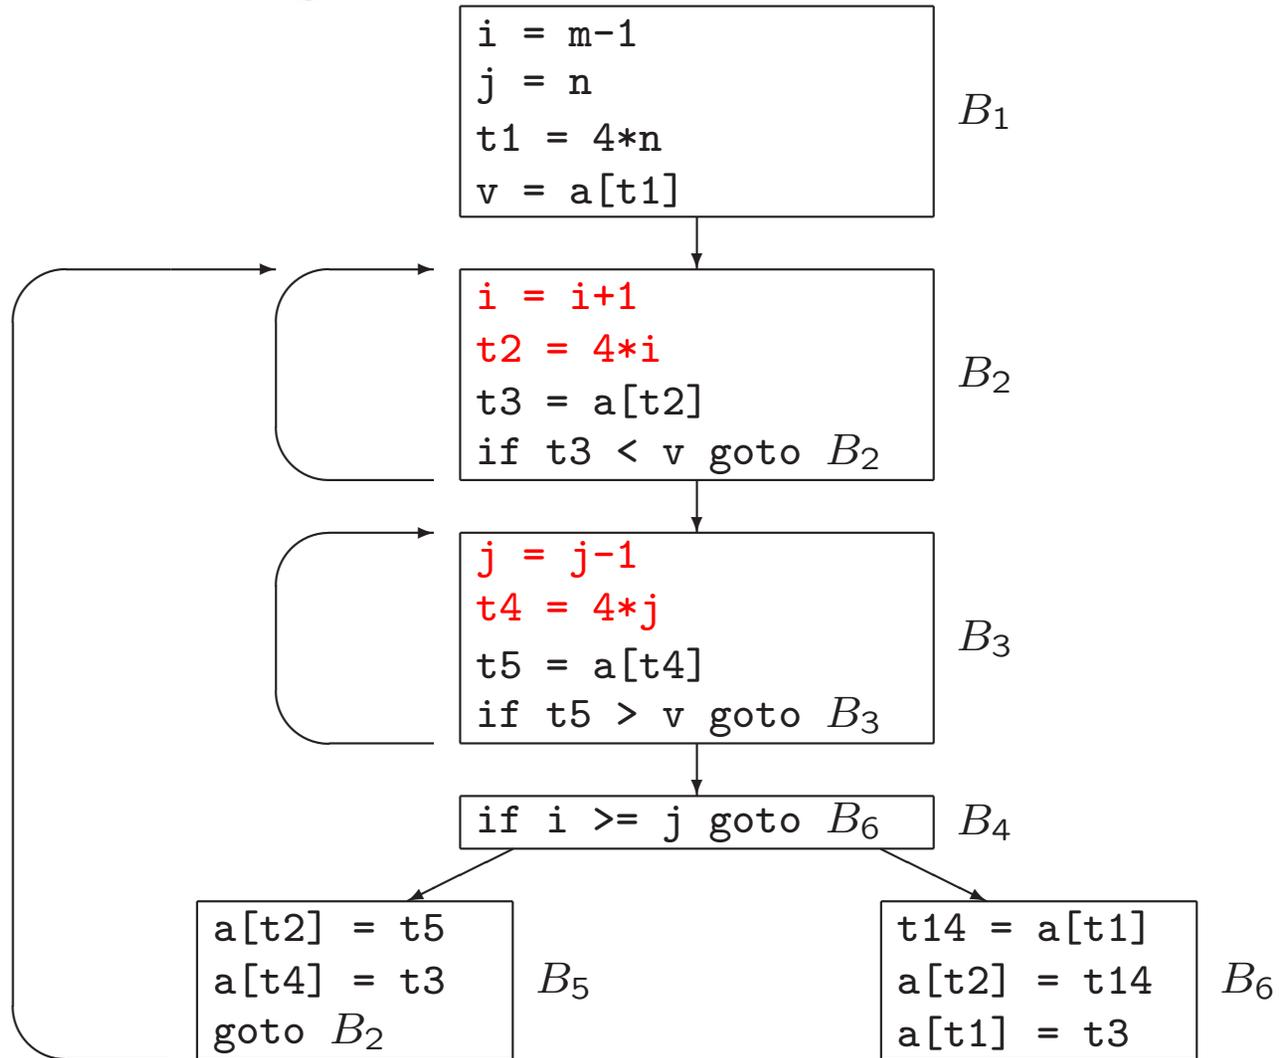 i = m-1
j = n
t1 = 4*n
v = a[t1]
B1
i = i+1
t2 = 4*i
t3 = a[t2]
if t3 < v goto B2
B2
j = j-1
t4 = 4*j
t5 = a[t4]
if t5 > v goto B3
B3
if i >= j goto B6
B4
a[t2] = t5
a[t4] = t3
goto B2
B5
t14 = a[t1]
a[t2] = t14
a[t1] = t3
B6